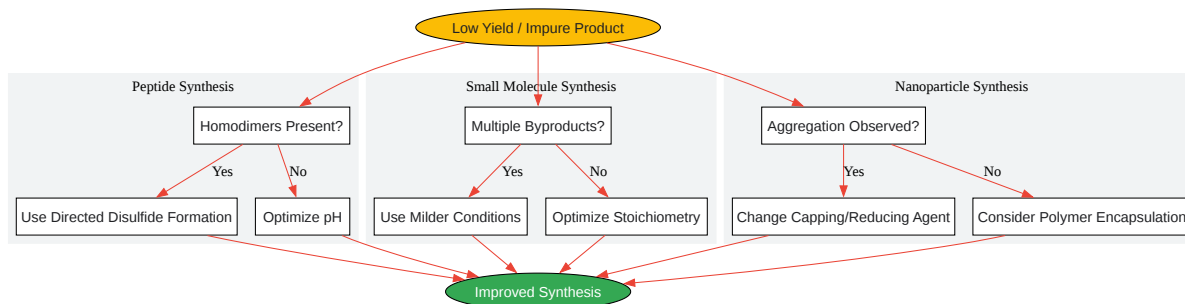 Low Yield / Impure Product
Peptide Synthesis
Small Molecule Synthesis
Nanoparticle Synthesis
Homodimers Present?
Multiple Byproducts?
Aggregation Observed?
Yes
No
Yes
No
Yes
No
Use Directed Disulfide Formation
Optimize pH
Use Milder Conditions
Optimize Stoichiometry
Change Capping/Reducing Agent
Consider Polymer Encapsulation
Improved Synthesis